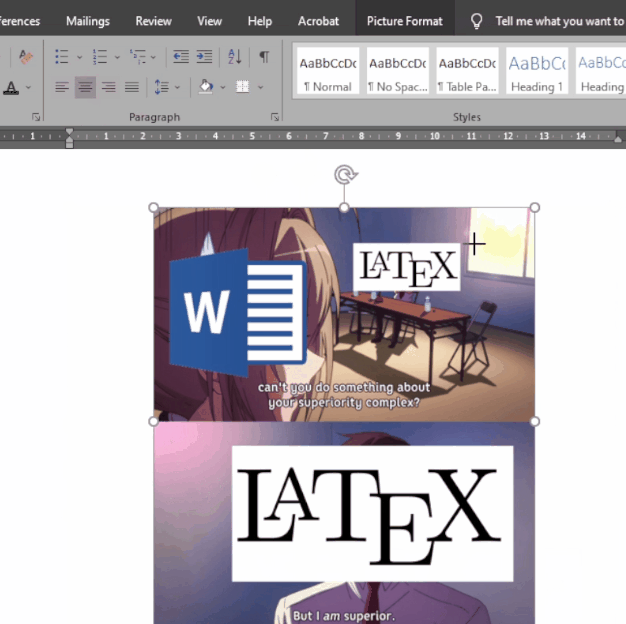 ferences Mailings Review View Help Acrobat Picture Format Tell me what you want to
AaBbCcDc AaBbCcDc AaBbCcDc AaBbCc AaBbCc
¶ Normal ¶ No Spac... ¶ Table Pa... Heading 1 Heading
Paragraph Styles
1 1 2 3 4 5 6 7 8 9 10 11 12 13 14
W
LATEX
can't you do something about
your superiority complex?
LATEX
But I am superior.